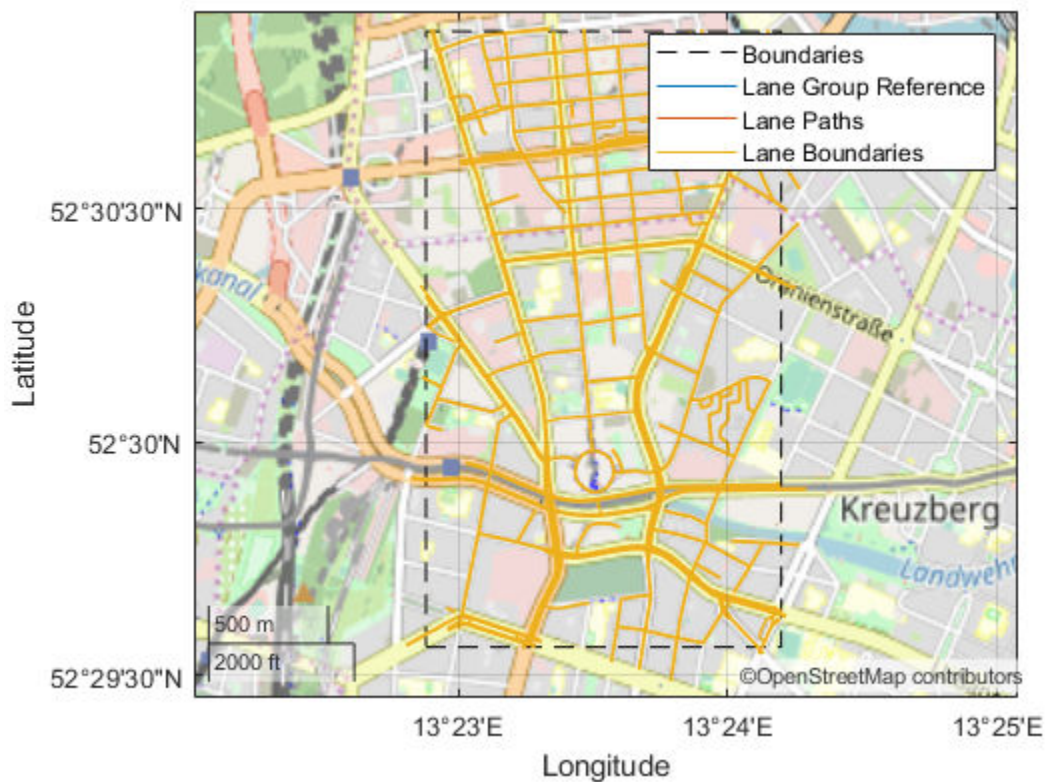 Boundaries
Lane Group Reference
Lane Paths
Lane Boundaries
52°30'30"N
kanal
Oranienstraße
Latitude
52°30'N
Kreuzberg
Landwehr
500 m
2000 ft
52°29'30"N
©OpenStreetMap contributors
13°23'E
13°24'E
13°25'E
Longitude